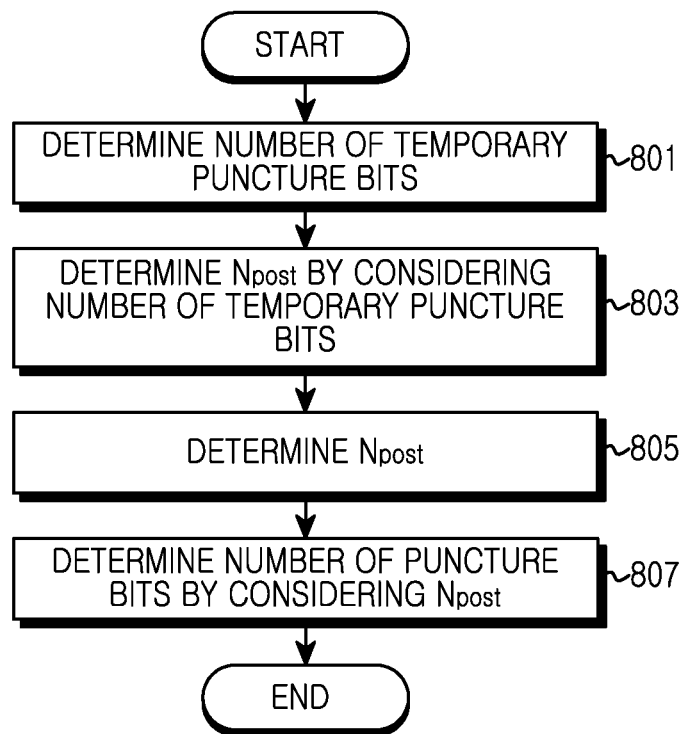 START
DETERMINE NUMBER OF TEMPORARY
PUNCTURE BITS
801
DETERMINE Npost BY CONSIDERING
NUMBER OF TEMPORARY PUNCTURE
BITS
803
DETERMINE Npost
805
DETERMINE NUMBER OF PUNCTURE
BITS BY CONSIDERING Npost
807
END